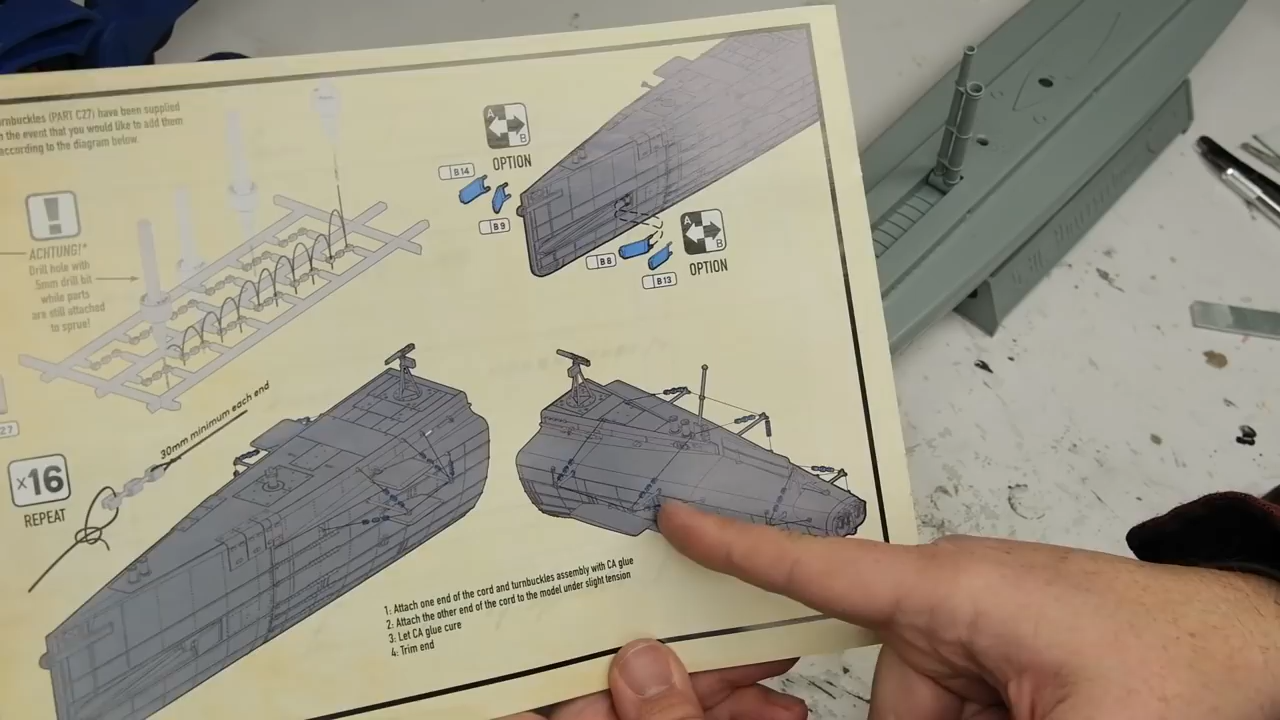 turnbuckles (PART C27) have been supplied
in the event that you would like to add them
according to the diagram below
!
ACHTUNG!*
Drill hole with
5mm drill bit
while parts
are still attached
to sprue!
27
×16
REPEAT
30mm minimum each end
A
B
OPTION
B14
B9
A
B
OPTION
B8
B13
1: Attach one end of the cord and turnbuckles assembly with CA glue
2: Attach the other end of the cord to the model under slight tension
3: Let CA glue cure
4: Trim end